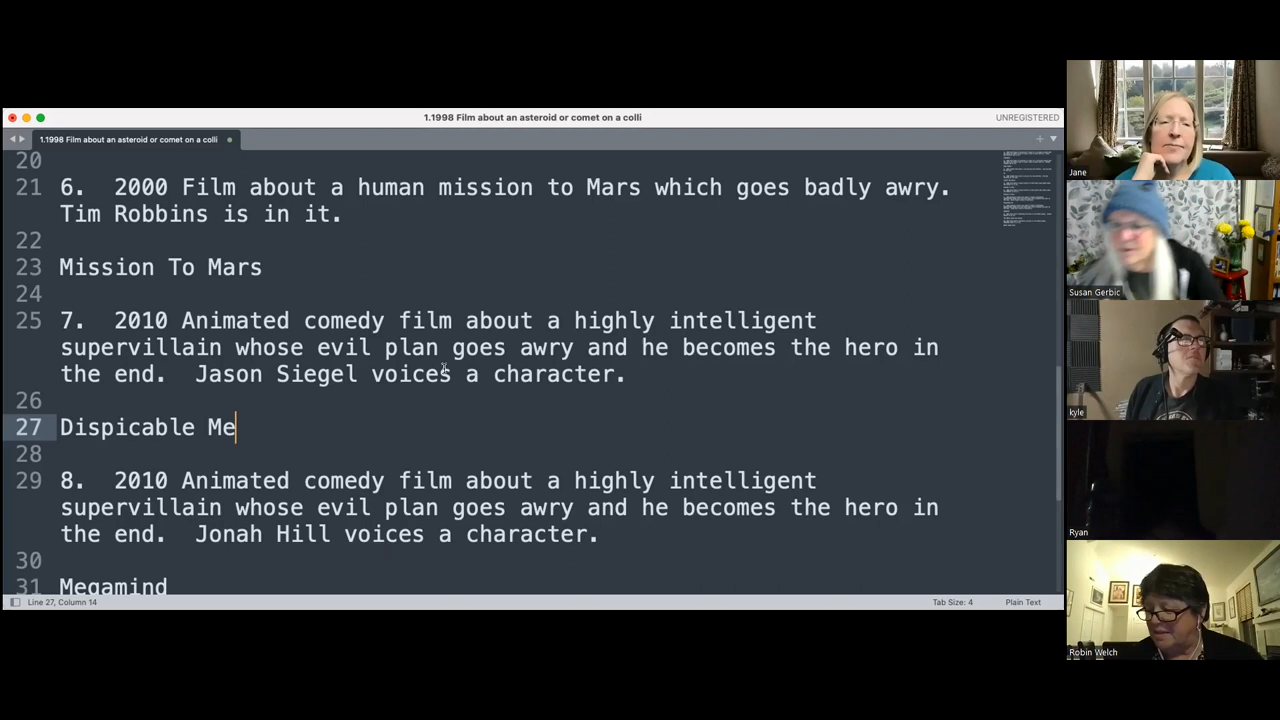 1.1998 Film about an asteroid or comet on a colli
UNREGISTERED
1.1998 Film about an asteroid or comet on a colli
20
21 6.  2000 Film about a human mission to Mars which goes badly awry.
Tim Robbins is in it.
22
23 Mission To Mars
24
25 7.  2010 Animated comedy film about a highly intelligent
supervillain whose evil plan goes awry and he becomes the hero in
the end.  Jason Siegel voices a character.
26
27 Dispicable Me
28
29 8.  2010 Animated comedy film about a highly intelligent
supervillain whose evil plan goes awry and he becomes the hero in
the end.  Jonah Hill voices a character.
30
31 Megamind
Line 27, Column 14
Tab Size: 4
Plain Text
Jane
Susan Gerbic
kyle
Ryan
Robin Welch